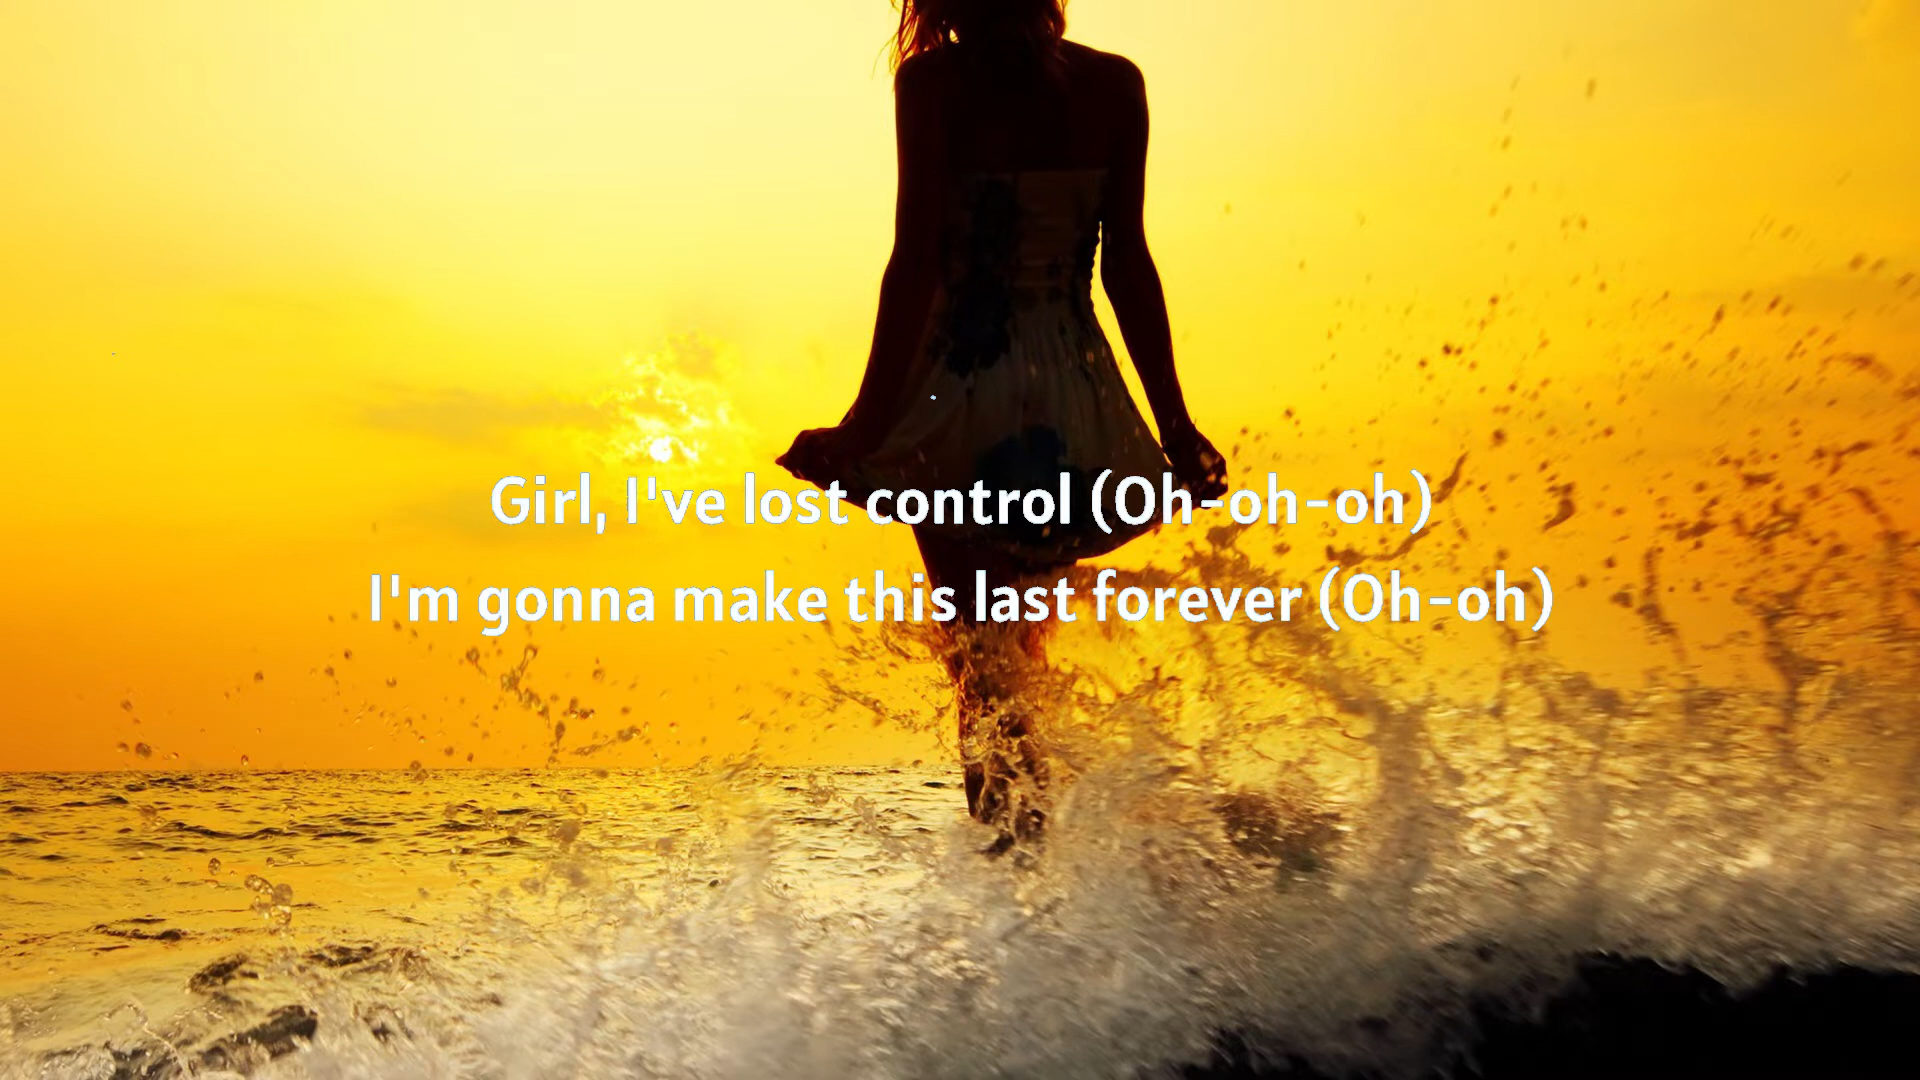 Girl, I've lost control (Oh-oh-oh)
I'm gonna make this last forever (Oh-oh)